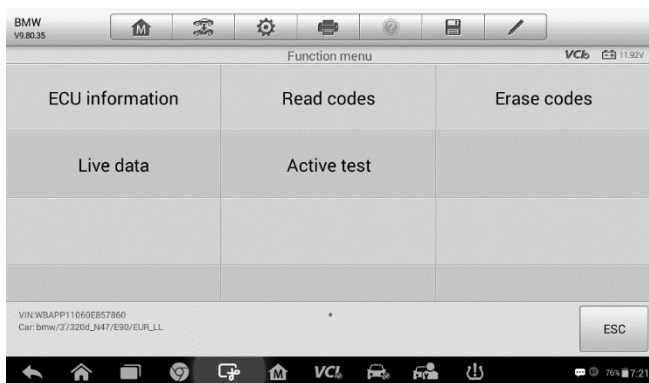 BMW
V9.80.35
Function menu
VCI 11.92V
ECU information
Read codes
Erase codes
Live data
Active test
VIN:WBAPP11060E857860
Car: bmw/3'/320d_N47/E90/EUR_LL
ESC
VCI
76% 7:21